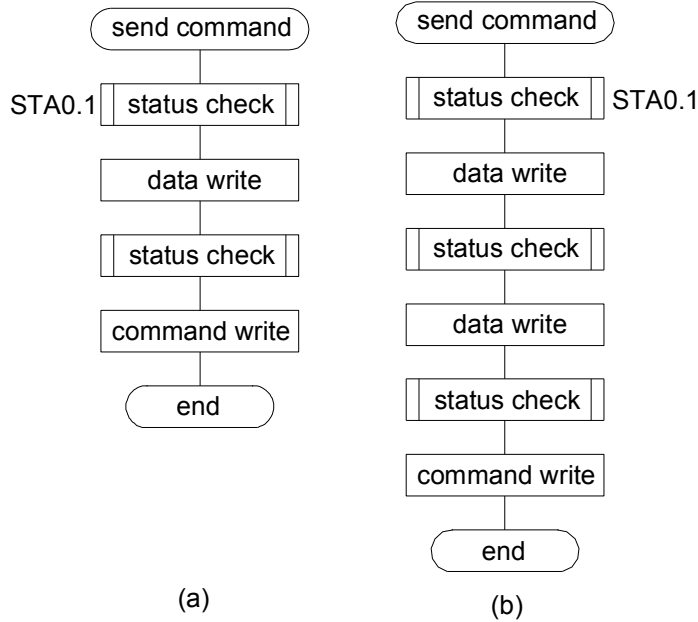 send command
STA0.1
status check
data write
status check
command write
end
(a)
send command
status check
STA0.1
data write
status check
data write
status check
command write
end
(b)